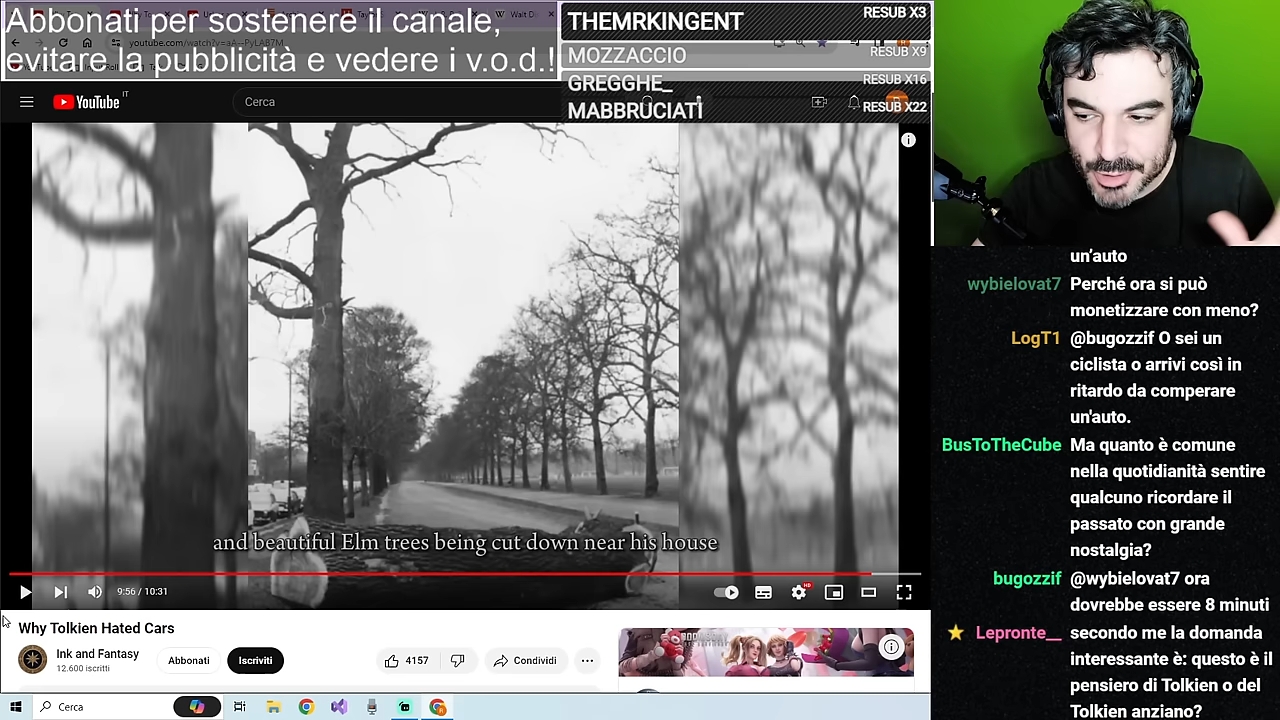 Abbonati per sostenere il canale,
evitare la pubblicità e vedere i v.o.d.!
THEMRKINGENT RESUB X3
MOZZACCIO RESUB X9
GREGGHE_ RESUB X16
MABBRUCIATI RESUB X22
YouTube IT
Cerca
and beautiful Elm trees being cut down near his house
9:56 / 10:31
HD
Why Tolkien Hated Cars
Ink and Fantasy
12.600 iscritti
Abbonati
Iscriviti
4157
Condividi
Cerca
un'auto
wybielovat7 Perché ora si può
monetizzare con meno?
LogT1 @bugozzif O sei un
ciclista o arrivi così in
ritardo da comperare
un'auto.
BusToTheCube Ma quanto è comune
nella quotidianità sentire
qualcuno ricordare il
passato con grande
nostalgia?
bugozzif @wybielovat7 ora
dovrebbe essere 8 minuti
Lepronte__ secondo me la domanda
interessante è: questo è il
pensiero di Tolkien o del
Tolkien anziano?